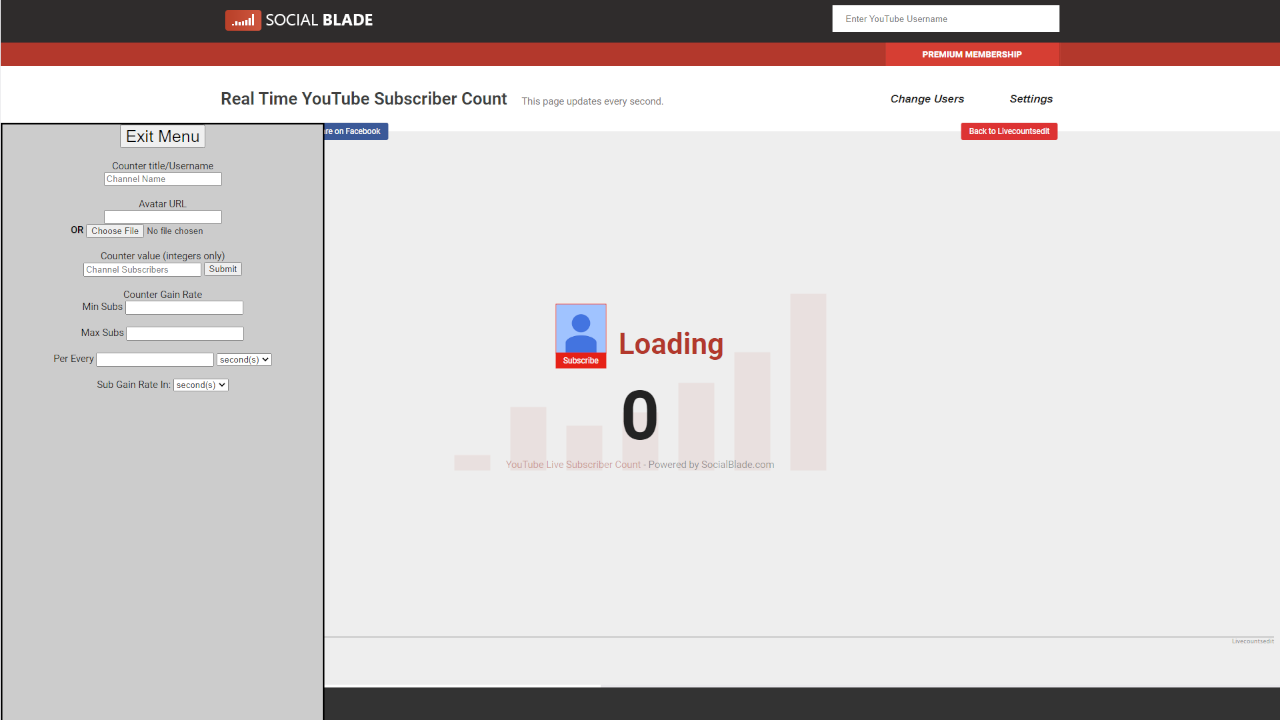 SOCIAL BLADE
Enter YouTube Username
PREMIUM MEMBERSHIP
Real Time YouTube Subscriber Count
This page updates every second.
Change Users
Settings
Exit Menu
re on Facebook
Back to Livecountsedit
Counter title/Username
Channel Name
Avatar URL
OR Choose File No file chosen
Counter value (integers only)
Channel Subscribers Submit
Counter Gain Rate
Min Subs
Max Subs
Per Every second(s)
Sub Gain Rate In: second(s)
Loading
Subscribe
0
YouTube Live Subscriber Count - Powered by SocialBlade.com
Livecountsedit